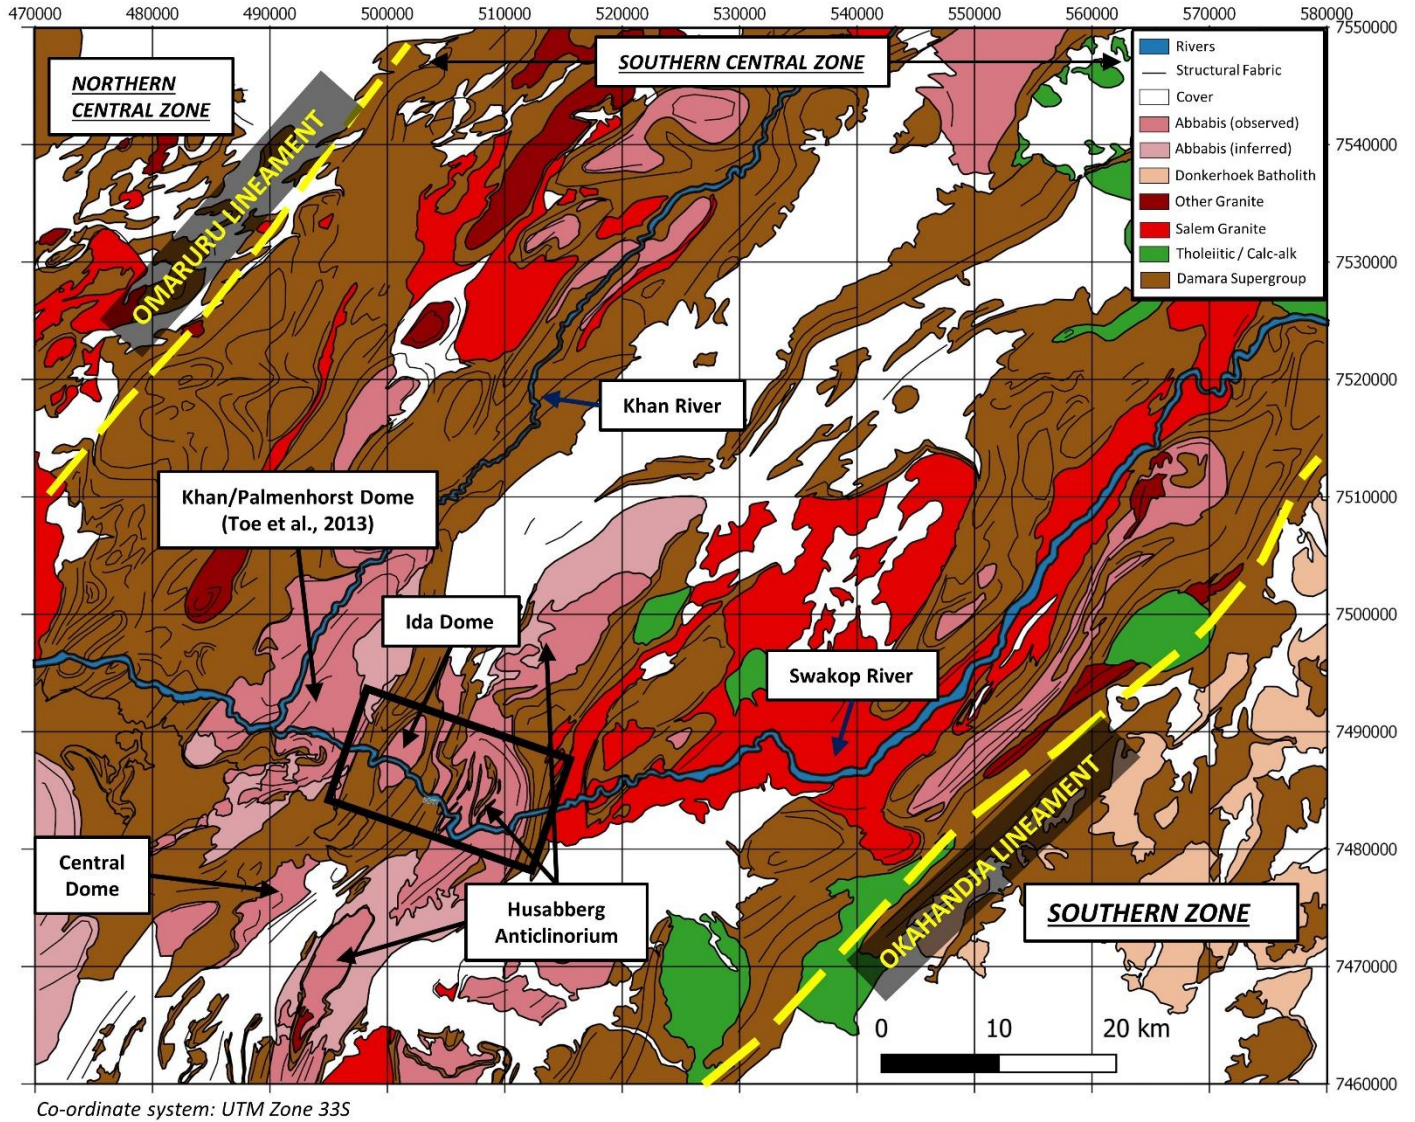 470000 480000 490000 500000 510000 520000 530000 540000 550000 560000 570000 580000
7550000
NORTHERN
CENTRAL ZONE
SOUTHERN CENTRAL ZONE
Rivers
Structural Fabric
Cover
Abbabis (observed)
Abbabis (inferred)
Donkerhoek Batholith
Other Granite
Salem Granite
Tholeiitic / Calc-alk
Damara Supergroup
7540000
OMARURU LINEAMENT
7530000
7520000
Khan River
Khan/Palmenhorst Dome
(Toe et al., 2013)
7510000
Ida Dome
7500000
Swakop River
7490000
Central
Dome
7480000
Husabberg
Anticlinorium
OKAHANDJA LINEAMENT
SOUTHERN ZONE
7470000
0 10 20 km
7460000
Co-ordinate system: UTM Zone 33S